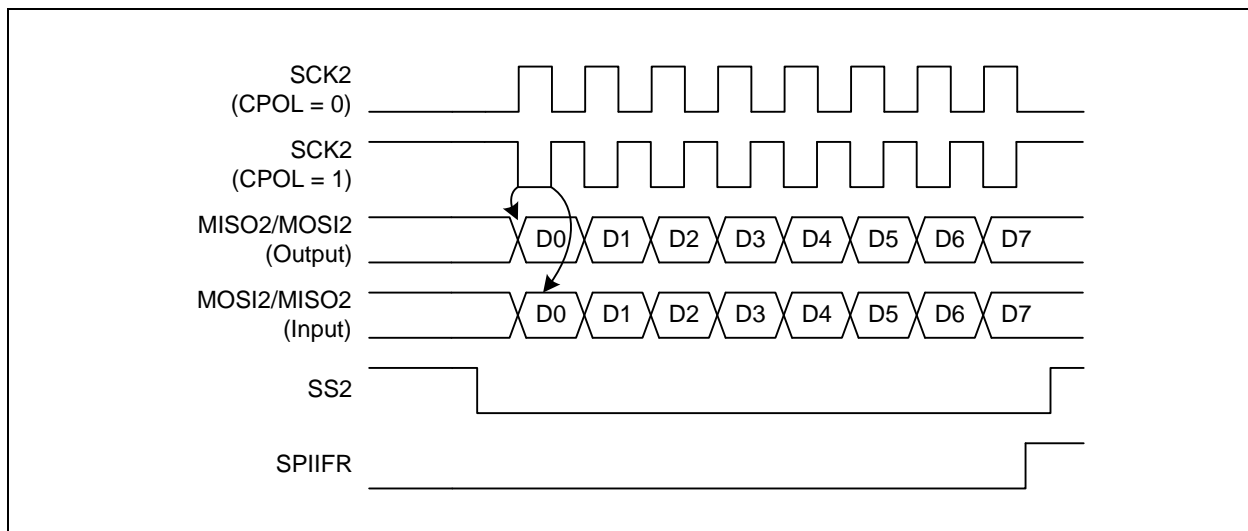 SCK2
(CPOL = 0)
SCK2
(CPOL = 1)
MISO2/MOSI2
(Output)
D0 D1 D2 D3 D4 D5 D6 D7
MOSI2/MISO2
(Input)
D0 D1 D2 D3 D4 D5 D6 D7
SS2
SPIIFR